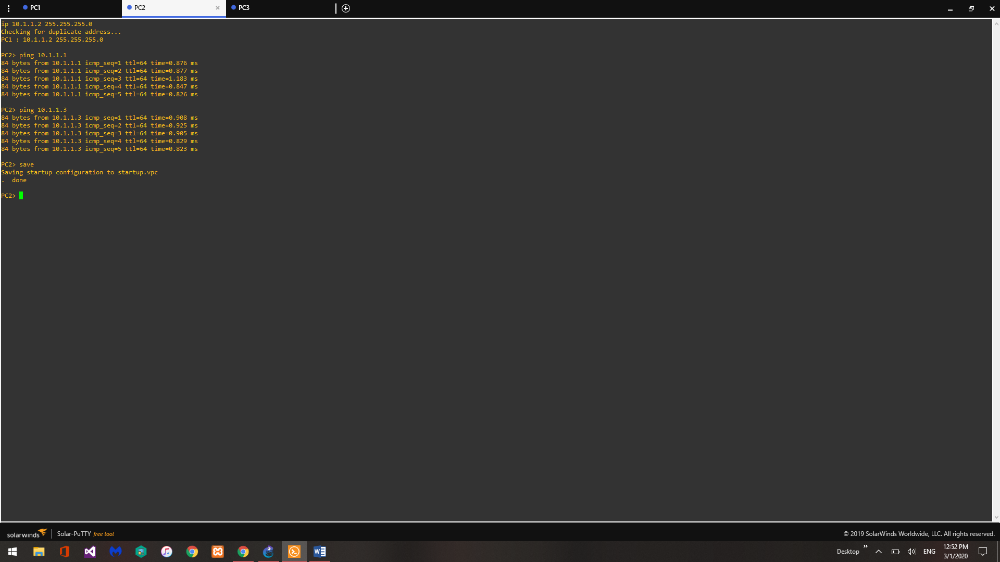 PC1
PC2
PC3
ip 10.1.1.2 255.255.255.0
Checking for duplicate address...
PC1 : 10.1.1.2 255.255.255.0
PC2> ping 10.1.1.1
84 bytes from 10.1.1.1 icmp_seq=1 ttl=64 time=0.876 ms
84 bytes from 10.1.1.1 icmp_seq=2 ttl=64 time=0.877 ms
84 bytes from 10.1.1.1 icmp_seq=3 ttl=64 time=1.183 ms
84 bytes from 10.1.1.1 icmp_seq=4 ttl=64 time=0.847 ms
84 bytes from 10.1.1.1 icmp_seq=5 ttl=64 time=0.826 ms
PC2> ping 10.1.1.3
84 bytes from 10.1.1.3 icmp_seq=1 ttl=64 time=0.908 ms
84 bytes from 10.1.1.3 icmp_seq=2 ttl=64 time=0.925 ms
84 bytes from 10.1.1.3 icmp_seq=3 ttl=64 time=0.905 ms
84 bytes from 10.1.1.3 icmp_seq=4 ttl=64 time=0.829 ms
84 bytes from 10.1.1.3 icmp_seq=5 ttl=64 time=0.823 ms
PC2> save
Saving startup configuration to startup.vpc
.  done
PC2>
solarwinds
Solar-PuTTY free tool
© 2019 SolarWinds Worldwide, LLC. All rights reserved.
Desktop
ENG
12:52 PM
3/1/2020